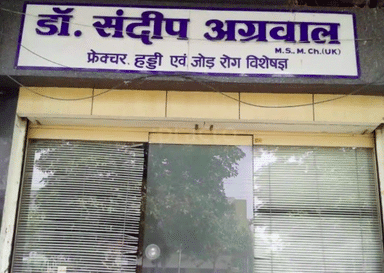 डॉ. संदीप अग्रवाल
M.S., M.Ch.(UK)
फ्रेक्चर, हड्डी एवं जोड़ रोग विशेषज्ञ